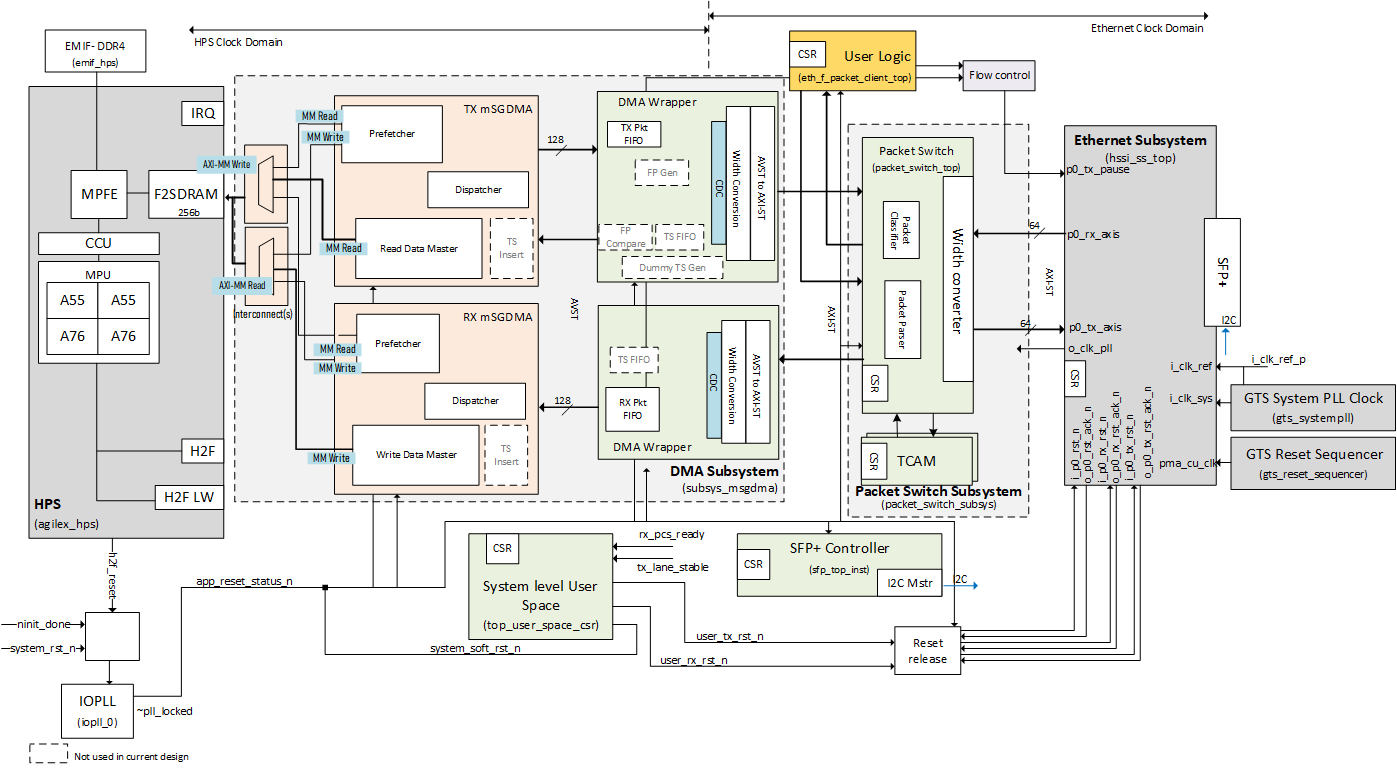 HPS Clock Domain
Ethernet Clock Domain
EMIF- DDR4
(emif_hps)
IRQ
MPFE
F2SDRAM
256b
CCU
MPU
A55
A55
A76
A76
H2F
H2F LW
HPS
(agilex_hps)
AXI-MM Write
AXI-MM Read
Interconnect(s)
TX mSGDMA
MM Read
MM Write
Prefetcher
Dispatcher
Read Data Master
MM Read
TS
Insert
RX mSGDMA
Prefetcher
MM Read
MM Write
Dispatcher
Write Data Master
MM Write
TS
Insert
128
128
AVST
DMA Wrapper
TX Pkt
FIFO
FP Gen
FP
Compare
TS FIFO
Dummy TS Gen
CDC
Width Conversion
AVST to AXI-ST
TS FIFO
RX Pkt
FIFO
CDC
Width Conversion
AVST to AXI-ST
DMA Wrapper
DMA Subsystem
(subsys_msgdma)
CSR
User Logic
(eth_f_packet_client_top)
Flow control
AXI-ST
Packet Switch
(packet_switch_top)
Packet
Classifier
Packet Parser
Width converter
CSR
CSR
TCAM
Packet Switch Subsystem
(packet_switch_subsys)
64
64
AXI-ST
Ethernet Subsystem
(hssi_ss_top)
p0_tx_pause
p0_rx_axis
p0_tx_axis
o_clk_pll
CSR
i_p0_rst_n
o_p0_rst_ack_n
i_p0_rx_rst_n
o_p0_rx_rst_ack_n
i_p0_tx_rst_n
o_p0_tx_rst_ack_n
SFP+
I2C
i_clk_ref
i_clk_ref_p
i_clk_sys
pma_cu_clk
GTS System PLL Clock
(gts_systempll)
GTS Reset Sequencer
(gts_reset_sequencer)
h2f_reset
app_reset_status_n
ninit_done
system_rst_n
IOPLL
(iopll_0)
~pll_locked
CSR
System level User
Space
(top_user_space_csr)
rx_pcs_ready
tx_lane_stable
system_soft_rst_n
user_tx_rst_n
user_rx_rst_n
SFP+ Controller
(sfp_top_inst)
CSR
I2C Mstr
I2C
Reset
release
Not used in current design